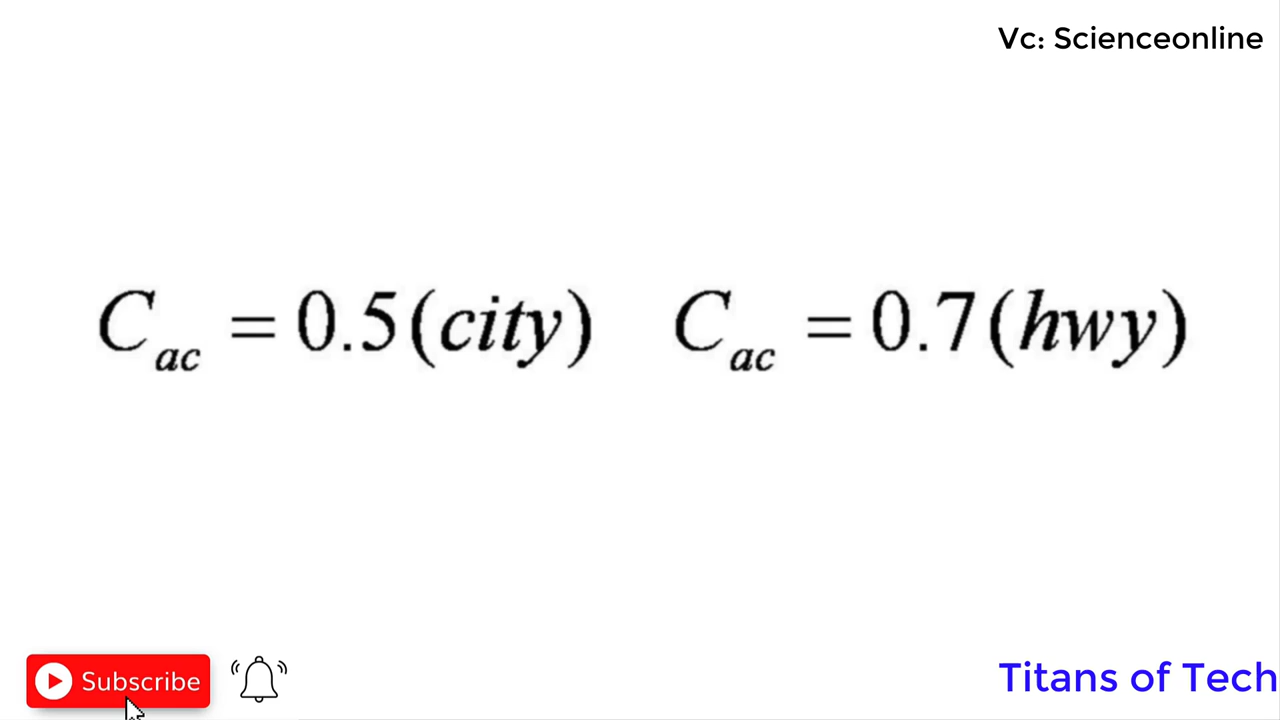 Vc: Scienceonline
C_ac = 0.5(city) C_ac = 0.7(hwy)
Subscribe
Titans of Tech